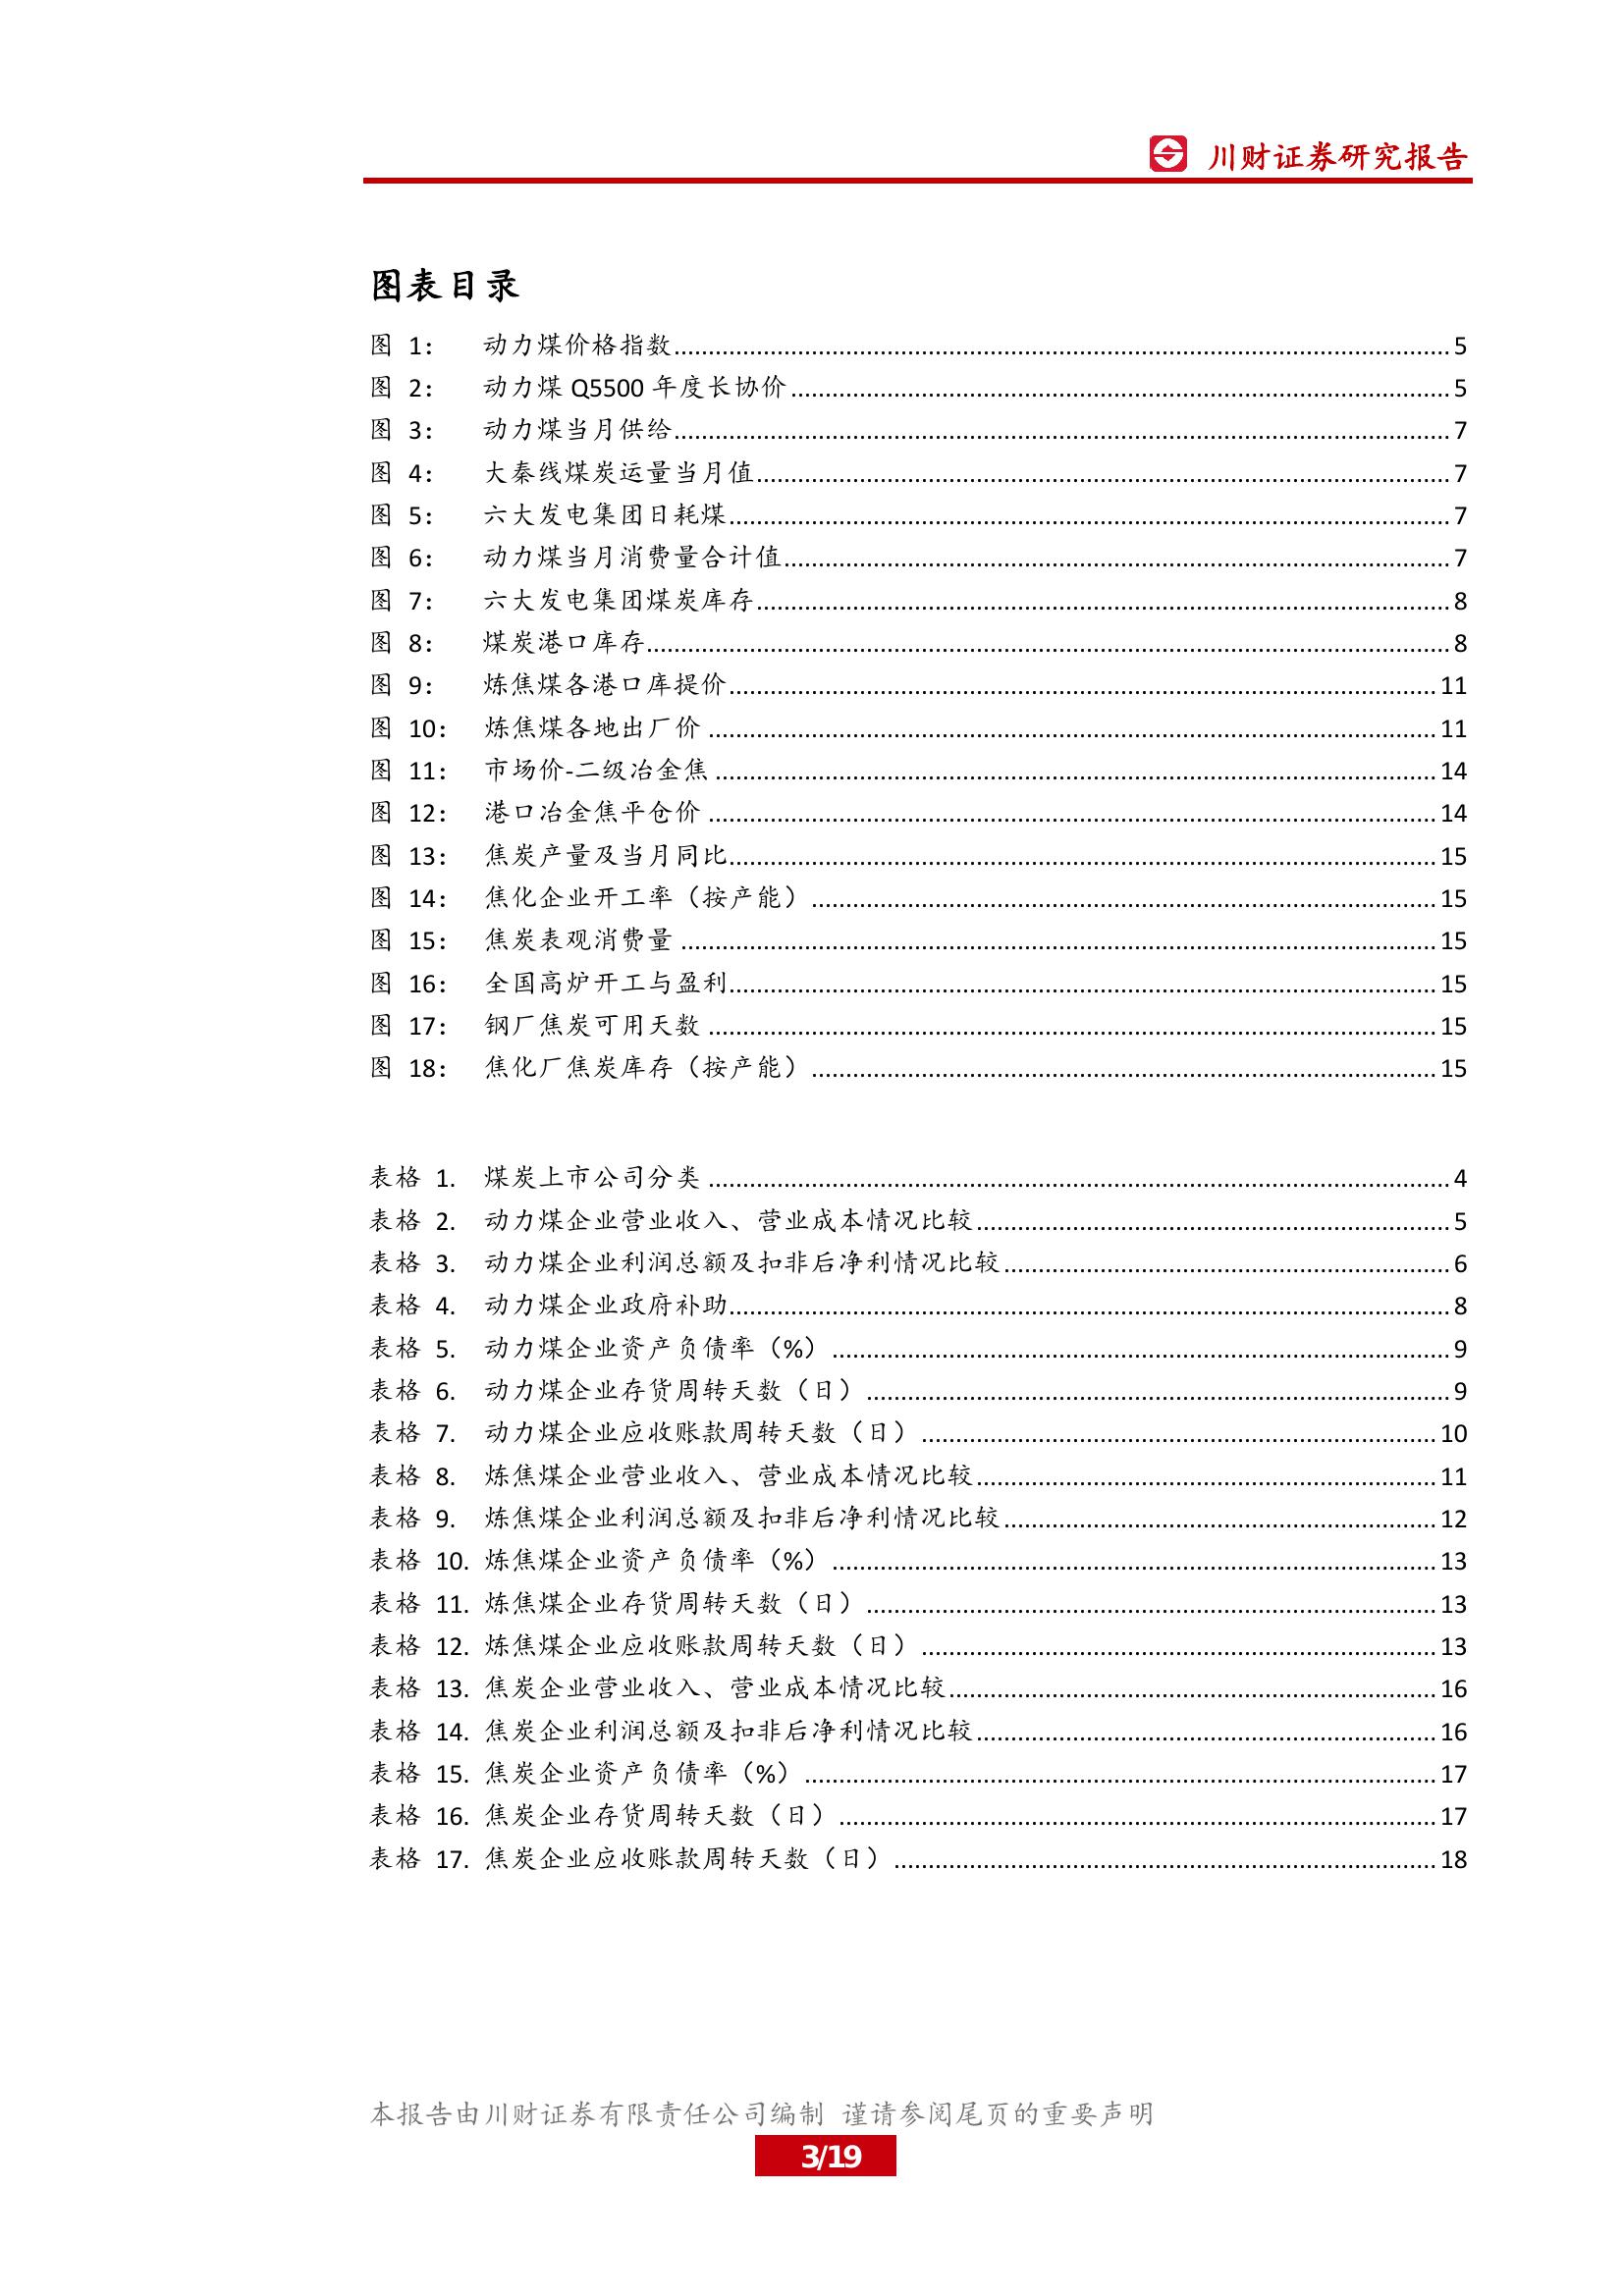 川财证券研究报告
图表目录
图 1： 动力煤价格指数 5
图 2： 动力煤 Q5500 年度长协价 5
图 3： 动力煤当月供给 7
图 4： 大秦线煤炭运量当月值 7
图 5： 六大发电集团日耗煤 7
图 6： 动力煤当月消费量合计值 7
图 7： 六大发电集团煤炭库存 8
图 8： 煤炭港口库存 8
图 9： 炼焦煤各港口库提价 11
图 10： 炼焦煤各地出厂价 11
图 11： 市场价-二级冶金焦 14
图 12： 港口冶金焦平仓价 14
图 13： 焦炭产量及当月同比 15
图 14： 焦化企业开工率（按产能） 15
图 15： 焦炭表观消费量 15
图 16： 全国高炉开工与盈利 15
图 17： 钢厂焦炭可用天数 15
图 18： 焦化厂焦炭库存（按产能） 15
表格 1. 煤炭上市公司分类 4
表格 2. 动力煤企业营业收入、营业成本情况比较 5
表格 3. 动力煤企业利润总额及扣非后净利情况比较 6
表格 4. 动力煤企业政府补助 8
表格 5. 动力煤企业资产负债率（%） 9
表格 6. 动力煤企业存货周转天数（日） 9
表格 7. 动力煤企业应收账款周转天数（日） 10
表格 8. 炼焦煤企业营业收入、营业成本情况比较 11
表格 9. 炼焦煤企业利润总额及扣非后净利情况比较 12
表格 10. 炼焦煤企业资产负债率（%） 13
表格 11. 炼焦煤企业存货周转天数（日） 13
表格 12. 炼焦煤企业应收账款周转天数（日） 13
表格 13. 焦炭企业营业收入、营业成本情况比较 16
表格 14. 焦炭企业利润总额及扣非后净利情况比较 16
表格 15. 焦炭企业资产负债率（%） 17
表格 16. 焦炭企业存货周转天数（日） 17
表格 17. 焦炭企业应收账款周转天数（日） 18
本报告由川财证券有限责任公司编制 谨请参阅尾页的重要声明
3/19